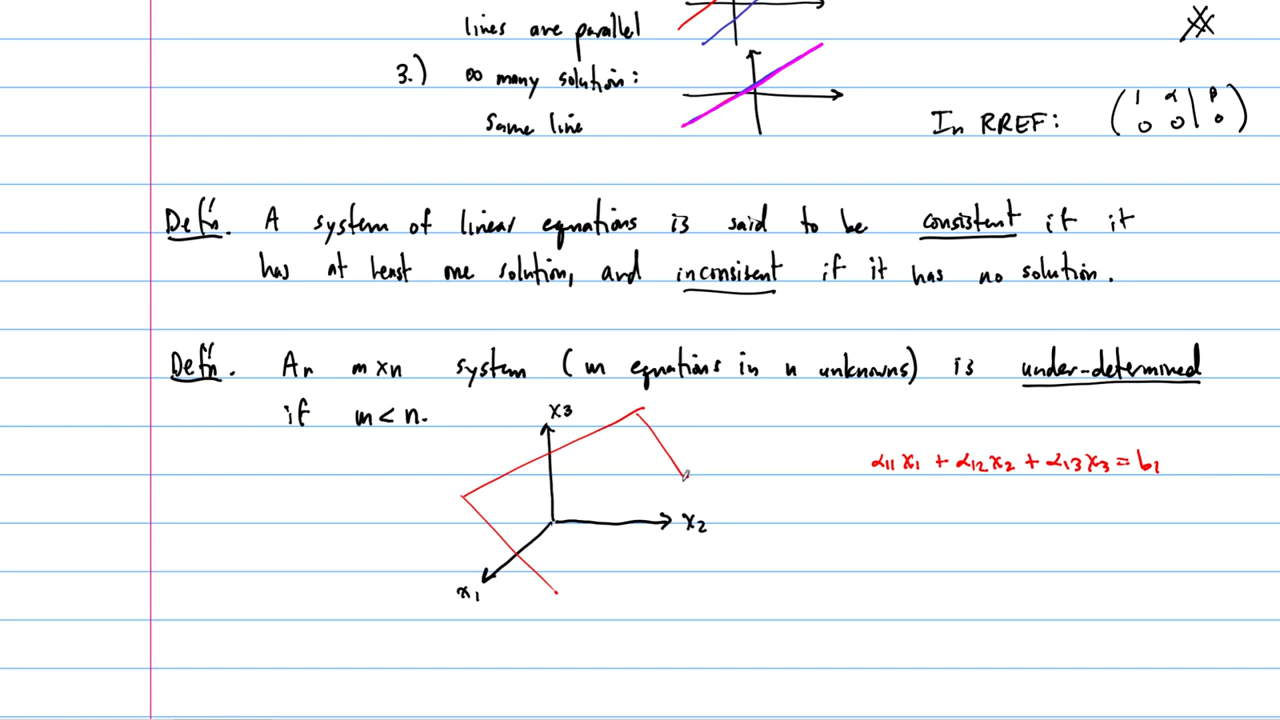 lines are parallel
3.) ∞ many solution:
same line
In RREF: ( 1 α | β
0 0 | 0 )
Def'n. A system of linear equations is said to be consistent if it
has at least one solution, and inconsistent if it has no solution.
Def'n. An m×n system (m equations in n unknowns) is under-determined
if m < n.
x3
α11 x1 + α12 x2 + α13 x3 = b1
x2
x1